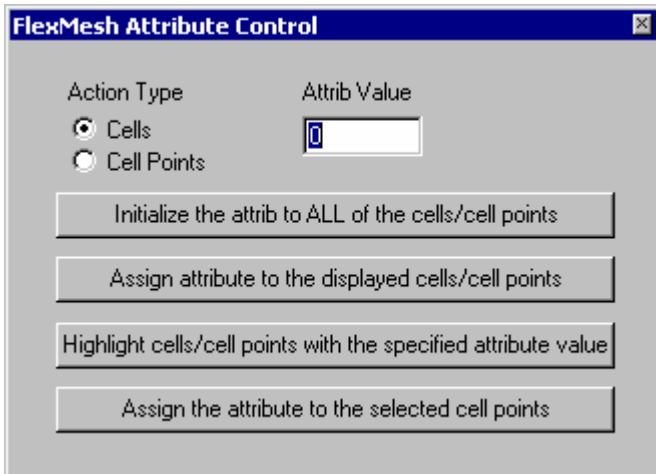 FlexMesh Attribute Control
Action Type
Attrib Value
Cells
0
Cell Points
Initialize the attrib to ALL of the cells/cell points
Assign attribute to the displayed cells/cell points
Highlight cells/cell points with the specified attribute value
Assign the attribute to the selected cell points